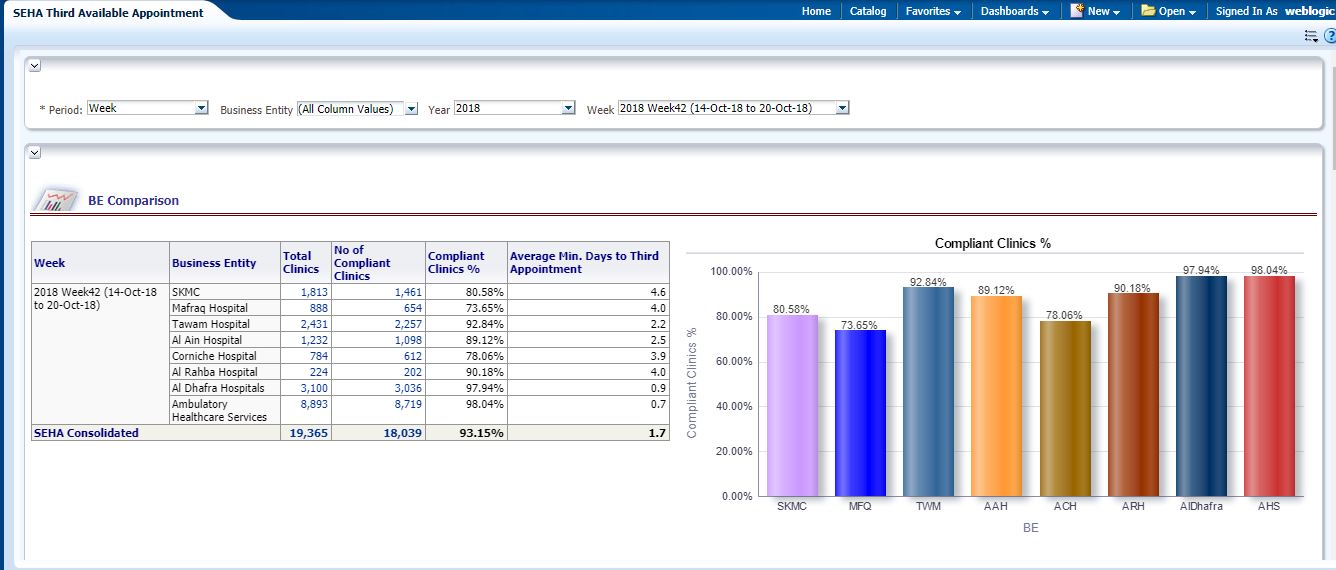 SEHA Third Available Appointment
Home Catalog Favorites Dashboards New Open Signed In As weblogic
* Period: Week Business Entity (All Column Values) Year 2018 Week 2018 Week42 (14-Oct-18 to 20-Oct-18)
BE Comparison
Week Business Entity Total Clinics No of Compliant Clinics Compliant Clinics % Average Min. Days to Third Appointment
2018 Week42 (14-Oct-18 to 20-Oct-18)
SKMC 1,813 1,461 80.58% 4.6
Mafraq Hospital 888 654 73.65% 4.0
Tawam Hospital 2,431 2,257 92.84% 2.2
Al Ain Hospital 1,232 1,098 89.12% 2.5
Corniche Hospital 784 612 78.06% 3.9
Al Rahba Hospital 224 202 90.18% 4.0
Al Dhafra Hospitals 3,100 3,036 97.94% 0.9
Ambulatory Healthcare Services 8,893 8,719 98.04% 0.7
SEHA Consolidated 19,365 18,039 93.15% 1.7
Compliant Clinics %
Compliant Clinics %
100.00%
80.00%
60.00%
40.00%
20.00%
0.00%
80.58% 73.65% 92.84% 89.12% 78.06% 90.18% 97.94% 98.04%
SKMC MFQ TWM AAH ACH ARH AlDhafra AHS
BE